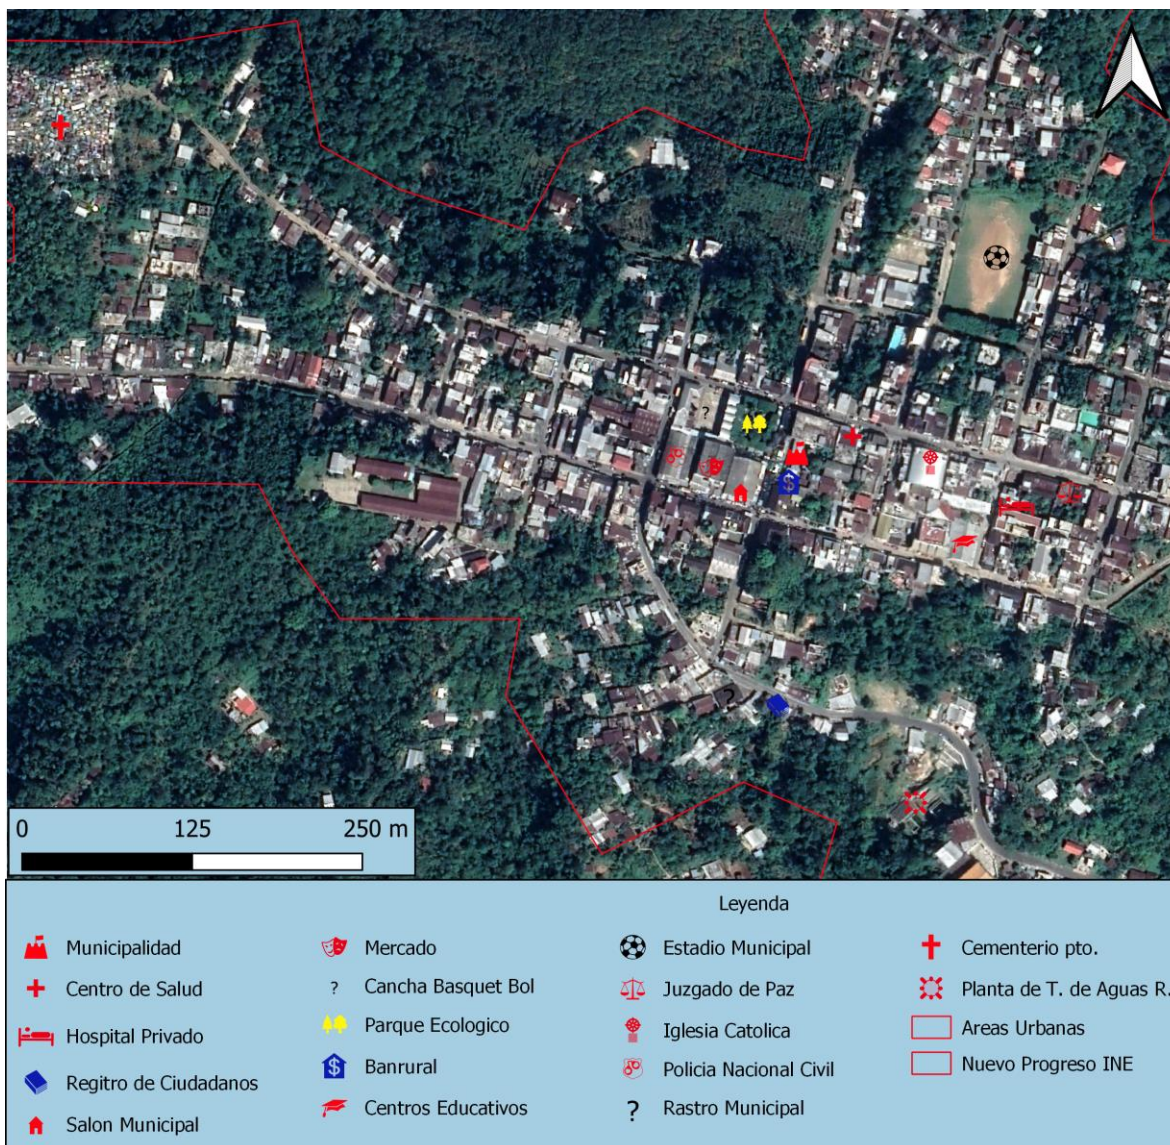 ?
$
?
0 125 250 m
Leyenda
Municipalidad
Centro de Salud
Hospital Privado
Regitro de Ciudadanos
Salon Municipal
Mercado
? Cancha Basquet Bol
Parque Ecologico
$ Banrural
Centros Educativos
Estadio Municipal
Juzgado de Paz
Iglesia Catolica
Policia Nacional Civil
? Rastro Municipal
Cementerio pto.
Planta de T. de Aguas R.
Areas Urbanas
Nuevo Progreso INE